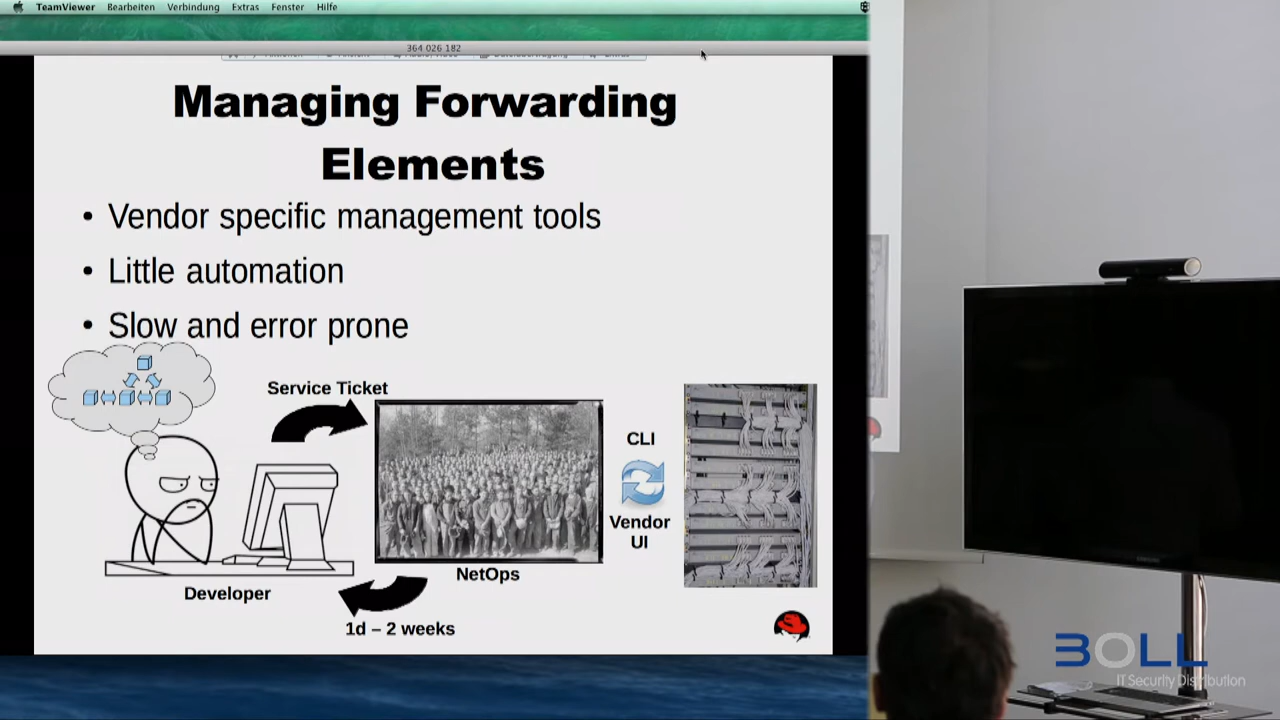 TeamViewer Bearbeiten Verbindung Extras Fenster Hilfe
364 026 182
Managing Forwarding
Elements
• Vendor specific management tools
• Little automation
• Slow and error prone
Service Ticket
CLI
Vendor
UI
NetOps
Developer
1d – 2 weeks
SAMSUNG
BOLL
IT Security Distribution